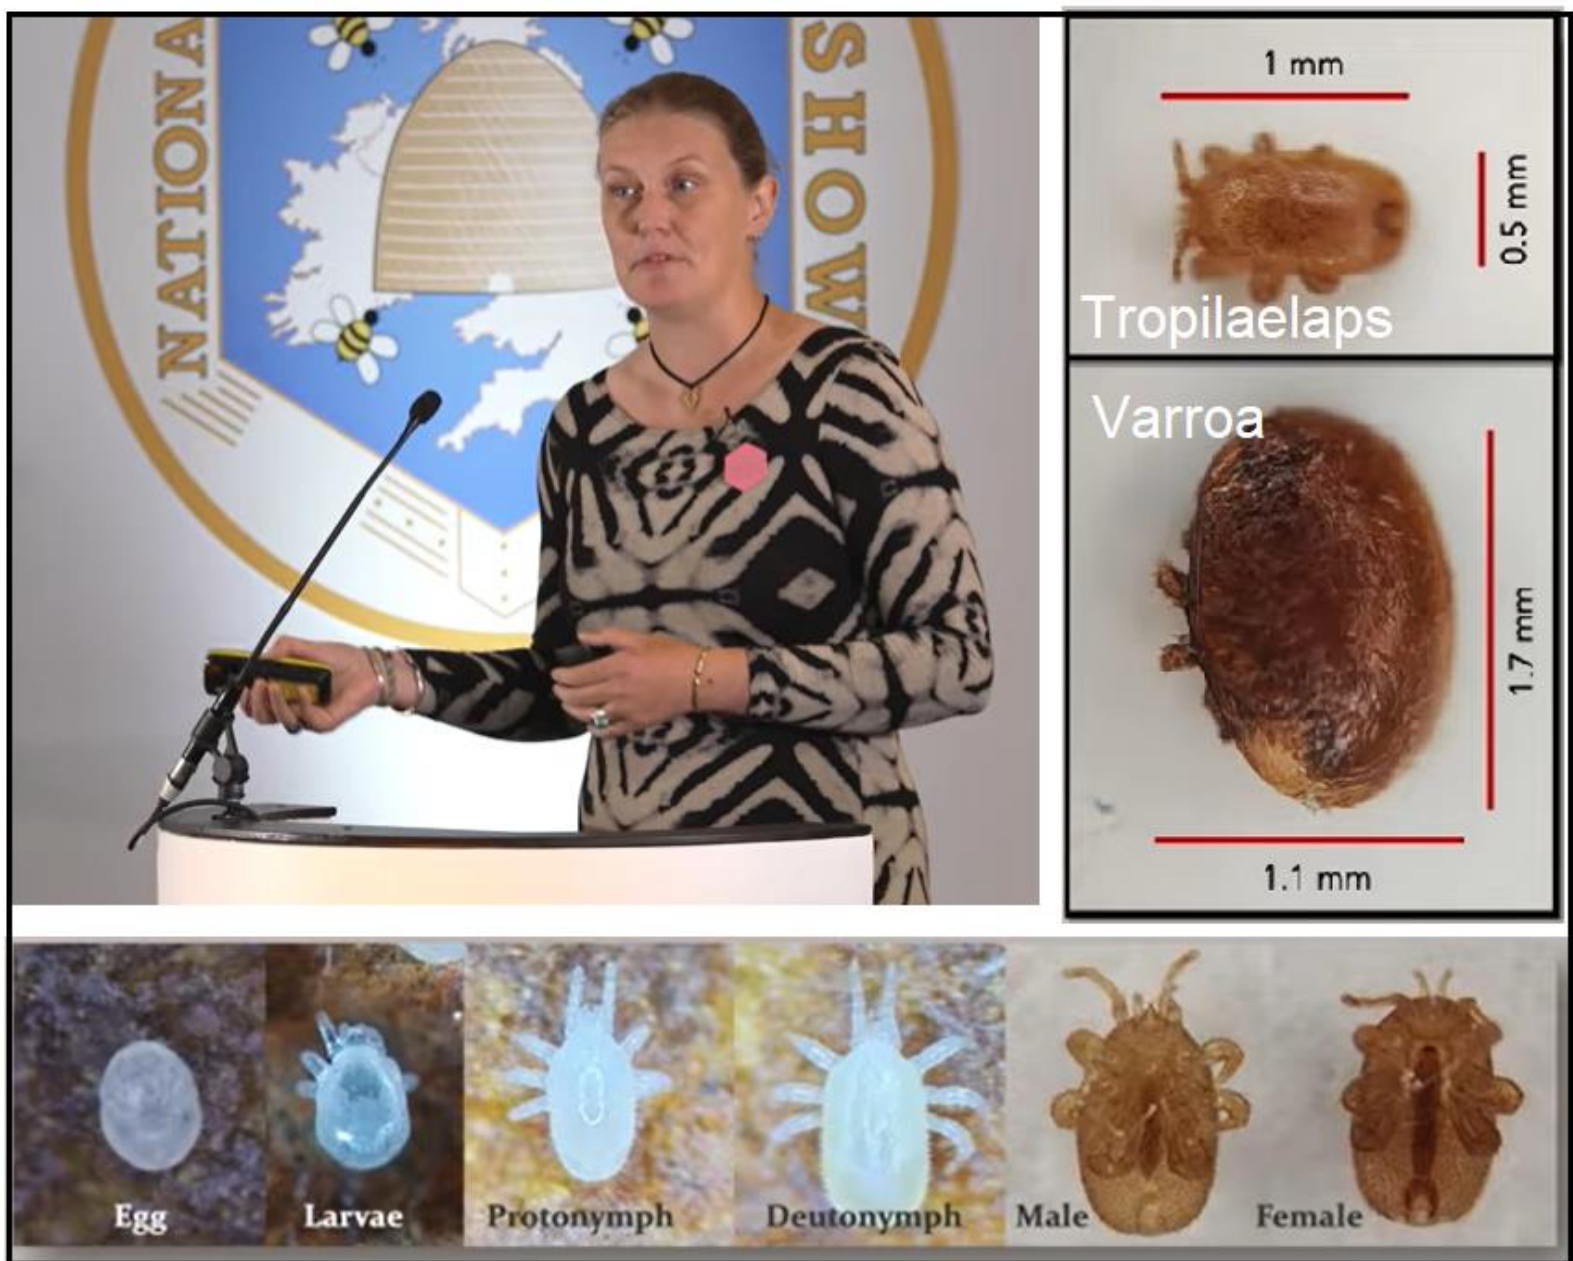 NATIONA
SHOW
1 mm
0.5 mm
Tropilaelaps
Varroa
1.7 mm
1.1 mm
Egg
Larvae
Protonymph
Deutonymph
Male
Female